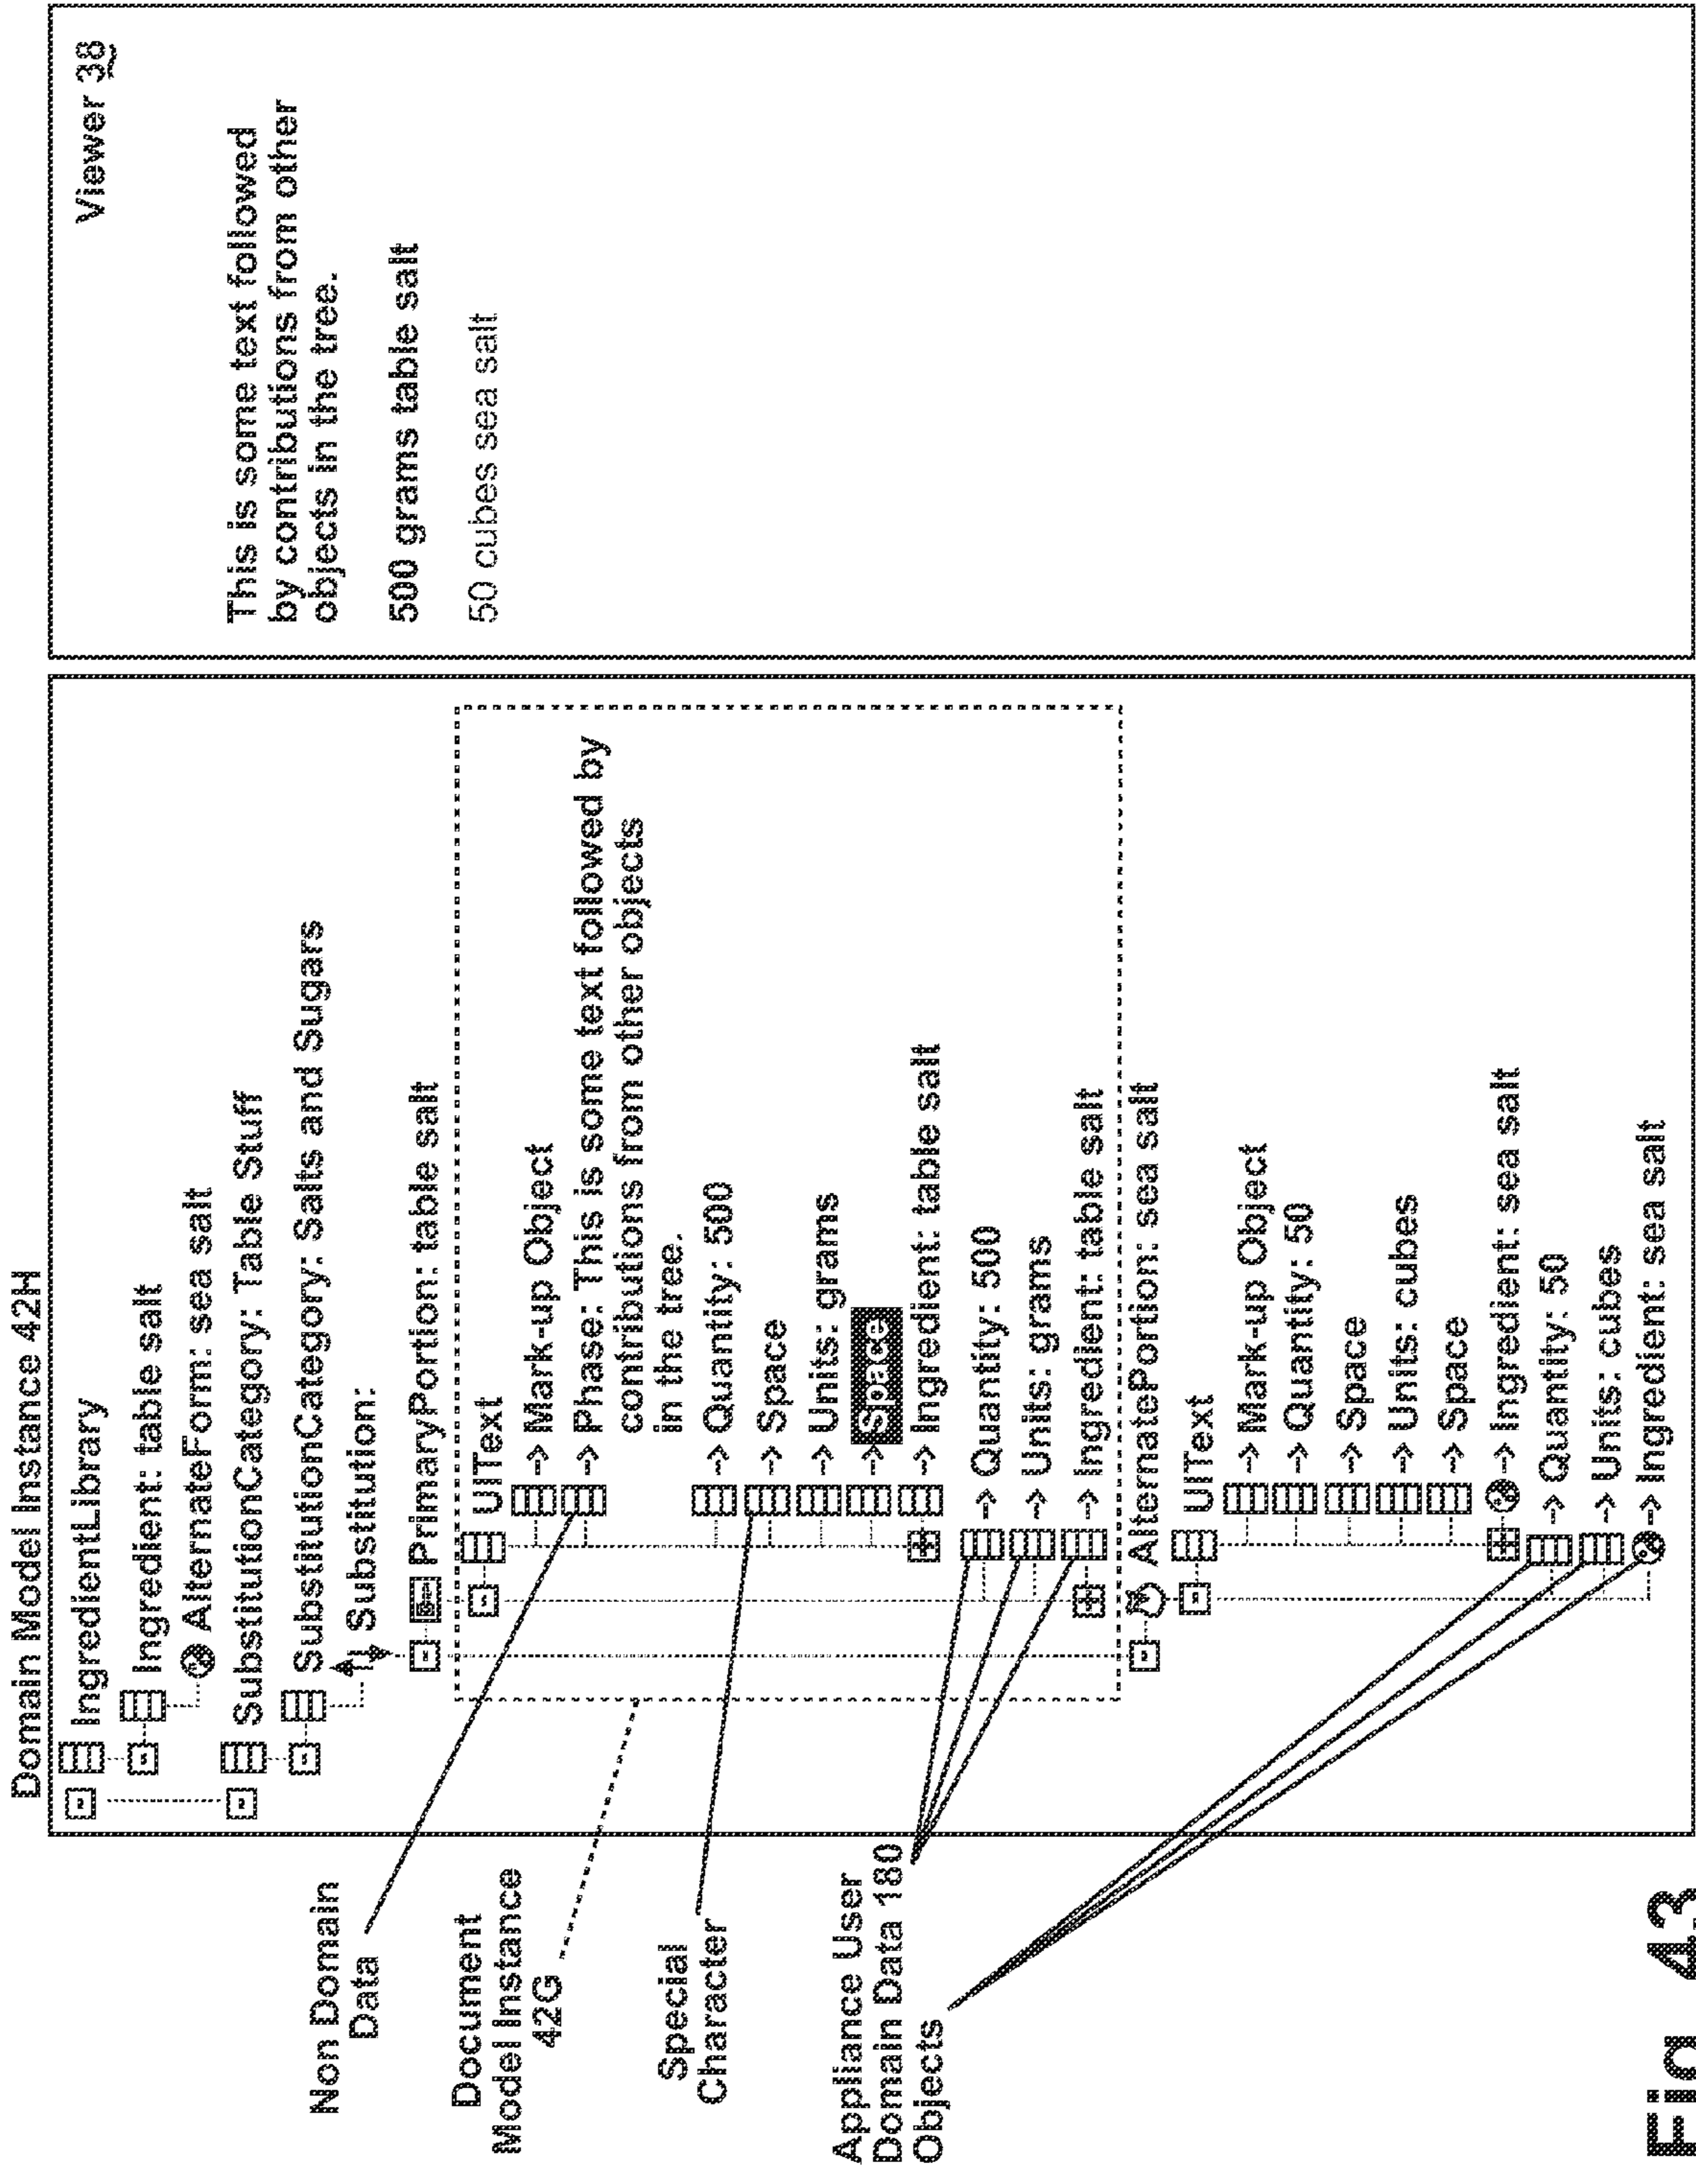 Domain Model Instance 42H
IngredientLibrary
Ingredient: table salt
AlternateForm: sea salt
SubstitutionCategory: Table Stuff
SubstitutionCategory: Salts and Sugars
Substitution:
PrimaryPortion: table salt
UIText
Mark-up Object
Phase: This is some text followed by
contributions from other objects
in the tree.
Quantity: 500
Space
Units: grams
Space
Ingredient: table salt
Quantity: 500
Units: grams
Ingredient: table salt
AlternatePortion: sea salt
UIText
Mark-up Object
Quantity: 50
Space
Units: cubes
Space
Ingredient: sea salt
Quantity: 50
Units: cubes
Ingredient: sea salt
Non Domain
Data
Document
Model Instance
42G
Special
Character
Appliance User
Domain Data 180
Objects
Viewer 38
This is some text followed
by contributions from other
objects in the tree.
500 grams table salt
50 cubes sea salt
Fig 4.3